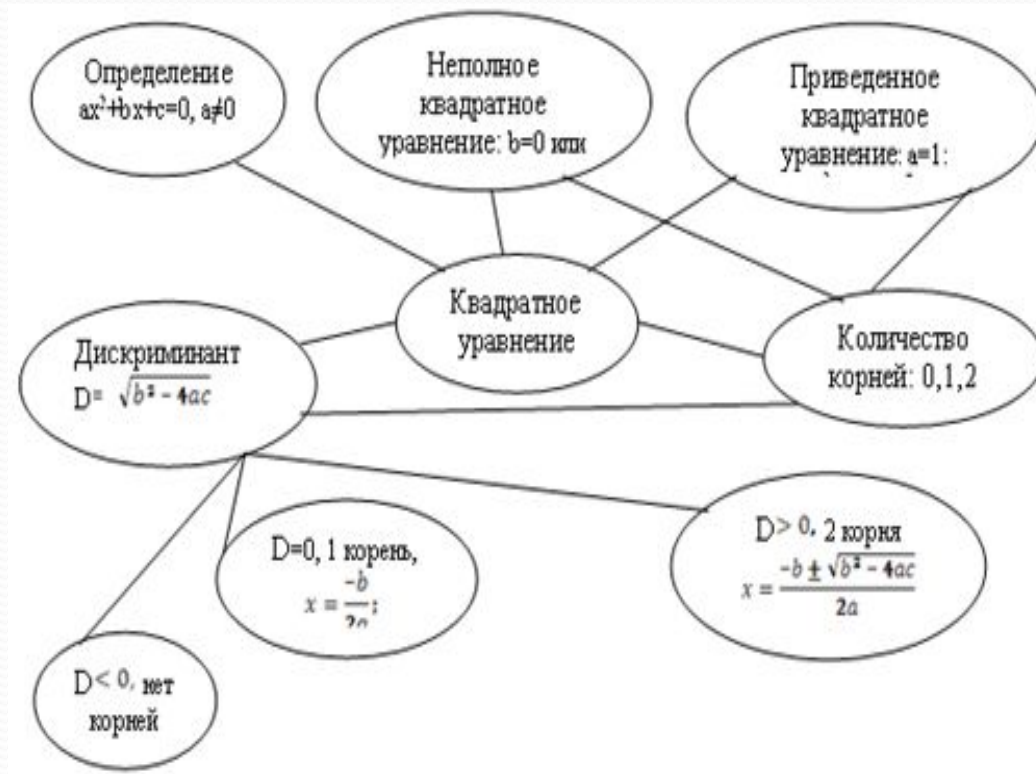 Определение
ax²+bx+c=0, a≠0
Неполное
квадратное
уравнение: b=0 или
Приведенное
квадратное
уравнение: a=1:
Квадратное
уравнение
Количество
корней: 0,1,2
Дискриминант
D= √(b² − 4ac)
D=0, 1 корень,
x = −b/2a;
D> 0, 2 корня
x = (−b ± √(b² − 4ac))/2a
D< 0, нет
корней